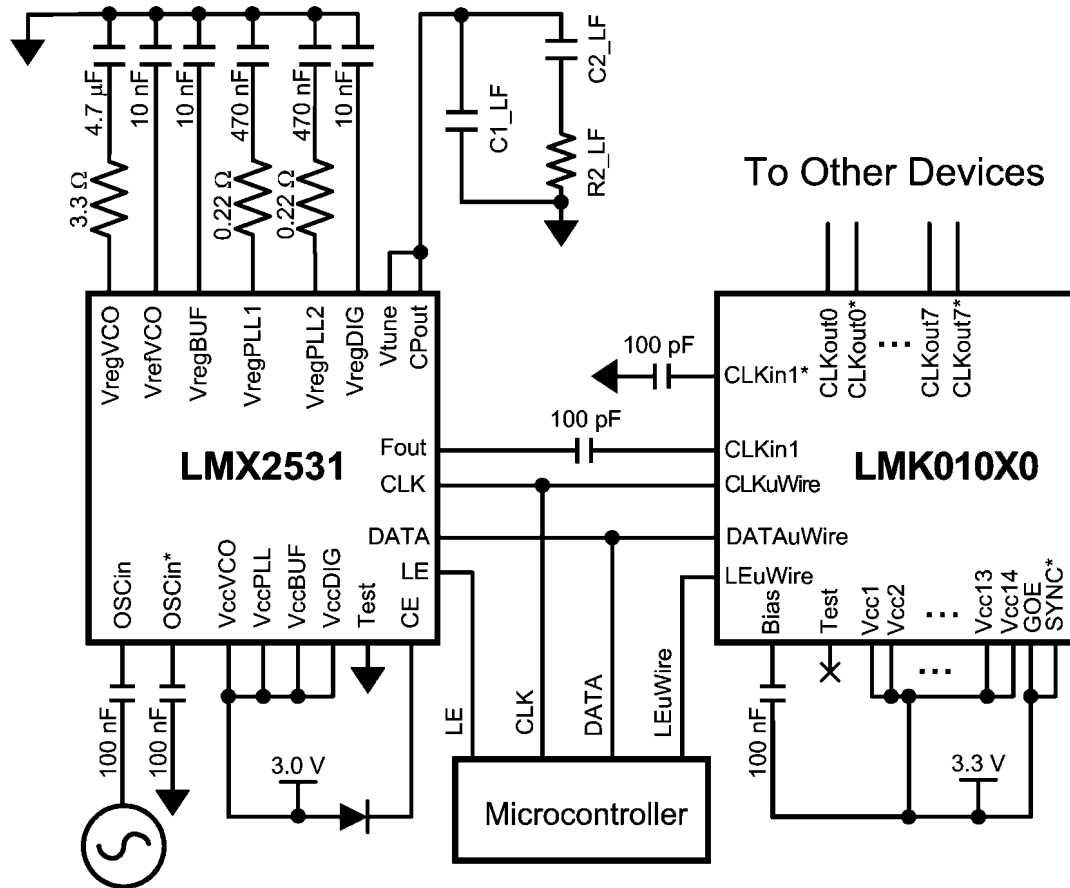 4.7 µF
10 nF
10 nF
470 nF
470 nF
10 nF
3.3 Ω
0.22 Ω
0.22 Ω
C1_LF
C2_LF
R2_LF
To Other Devices
VregVCO
VrefVCO
VregBUF
VregPLL1
VregPLL2
VregDIG
Vtune
CPout
CLKout0
CLKout0*
...
CLKout7
CLKout7*
100 pF
CLKin1*
100 pF
Fout
CLKin1
LMX2531
LMK010X0
CLK
CLKuWire
DATA
DATAuWire
LE
LEuWire
OSCin
OSCin*
VccVCO
VccPLL
VccBUF
VccDIG
Test
CE
Bias
Test
Vcc1
Vcc2
...
Vcc13
Vcc14
GOE
SYNC*
...
100 nF
100 nF
LE
CLK
DATA
LEuWire
100 nF
3.0 V
3.3 V
Microcontroller